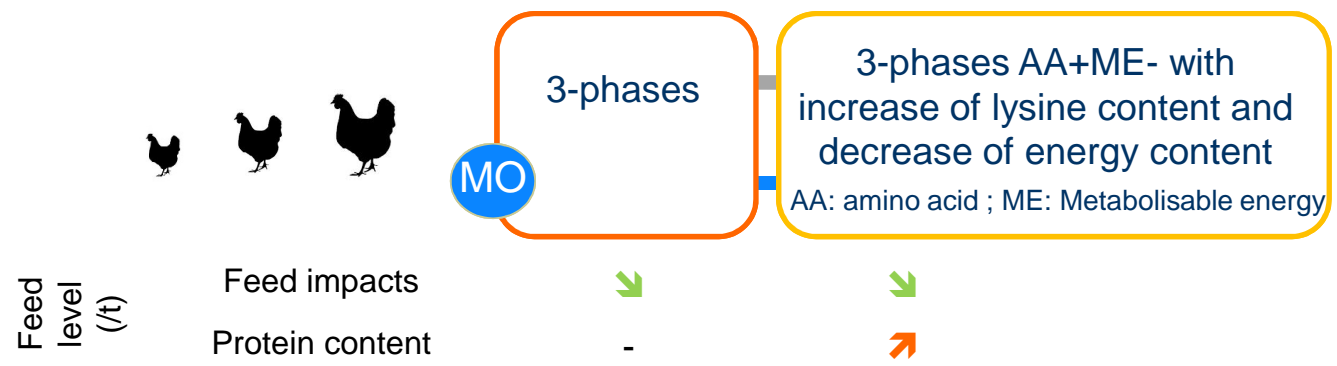 3-phases
MO
3-phases AA+ME- with
increase of lysine content and
decrease of energy content
AA: amino acid ; ME: Metabolisable energy
Feed
level
(/t)
Feed impacts
Protein content
-